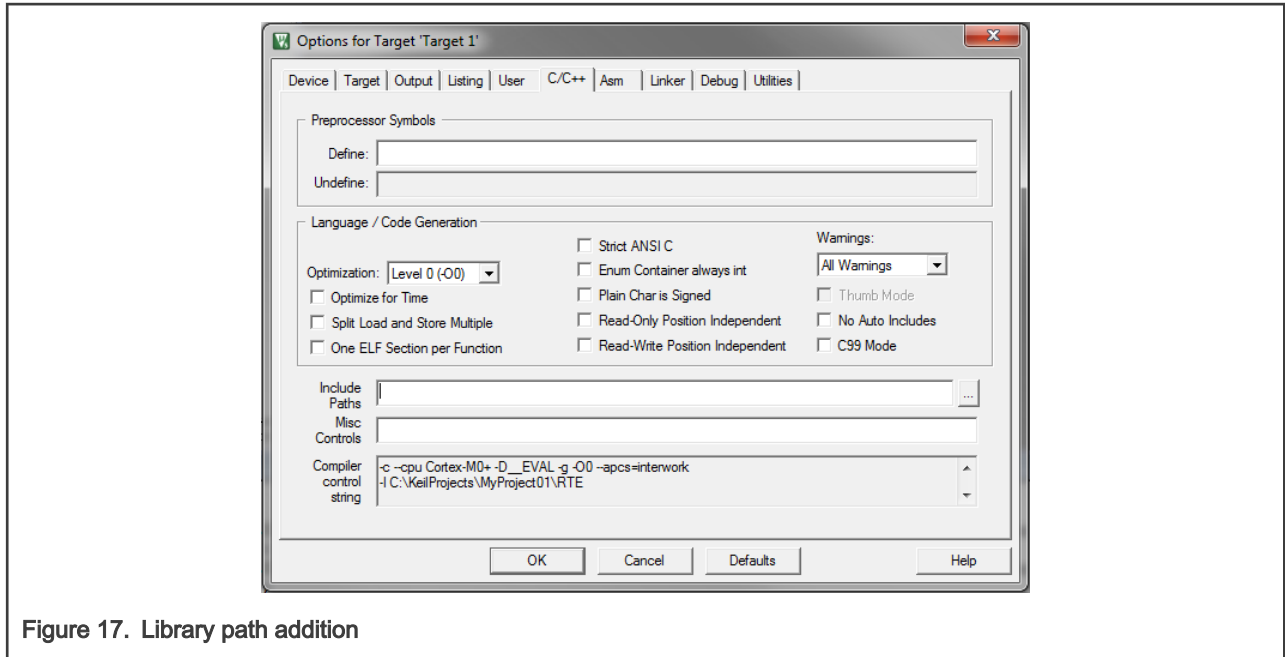 Options for Target 'Target 1'
Device Target Output Listing User C/C++ Asm Linker Debug Utilities
Preprocessor Symbols
Define:
Undefine:
Language / Code Generation
Strict ANSI C
Warnings:
Optimization: Level 0 (-O0)
Enum Container always int
All Warnings
Optimize for Time
Plain Char is Signed
Thumb Mode
Split Load and Store Multiple
Read-Only Position Independent
No Auto Includes
One ELF Section per Function
Read-Write Position Independent
C99 Mode
Include
Paths
...
Misc
Controls
Compiler
control
string
-c --cpu Cortex-M0+ -D__EVAL -g -O0 --apcs=interwork
-I C:\KeilProjects\MyProject01\RTE
OK Cancel Defaults Help
Figure 17. Library path addition